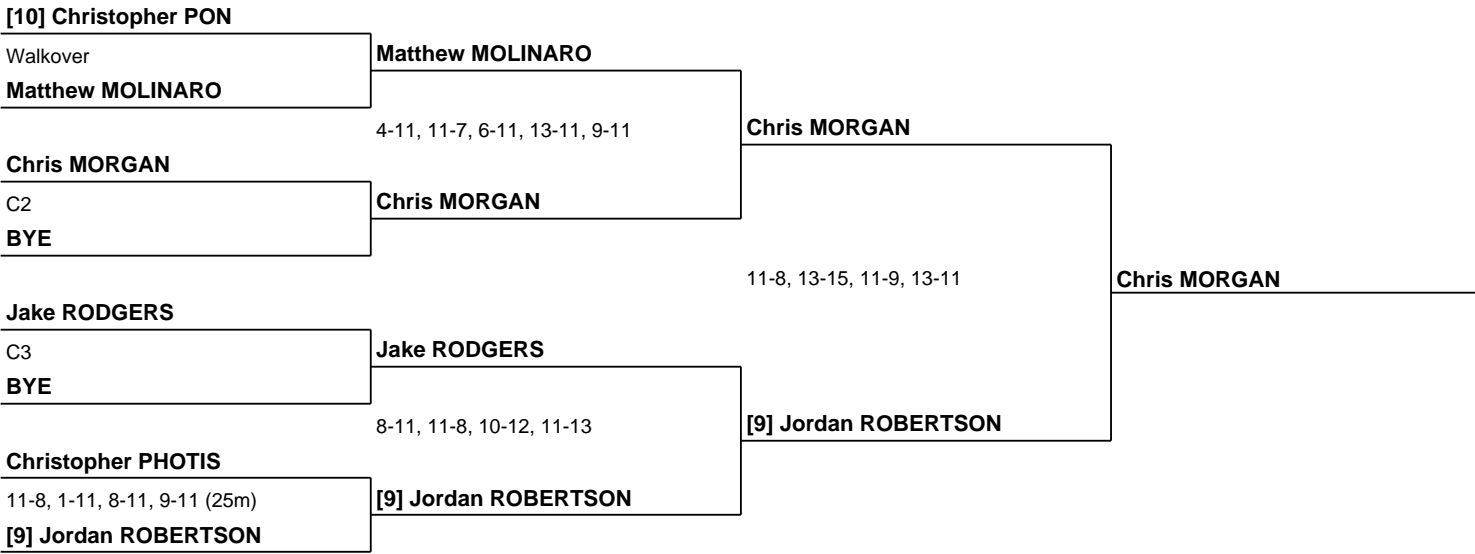 [10] Christopher PON
Walkover
Matthew MOLINARO
Matthew MOLINARO
4-11, 11-7, 6-11, 13-11, 9-11
Chris MORGAN
Chris MORGAN
C2
BYE
Chris MORGAN
11-8, 13-15, 11-9, 13-11
Chris MORGAN
Jake RODGERS
C3
BYE
Jake RODGERS
8-11, 11-8, 10-12, 11-13
[9] Jordan ROBERTSON
Christopher PHOTIS
11-8, 1-11, 8-11, 9-11 (25m)
[9] Jordan ROBERTSON
[9] Jordan ROBERTSON